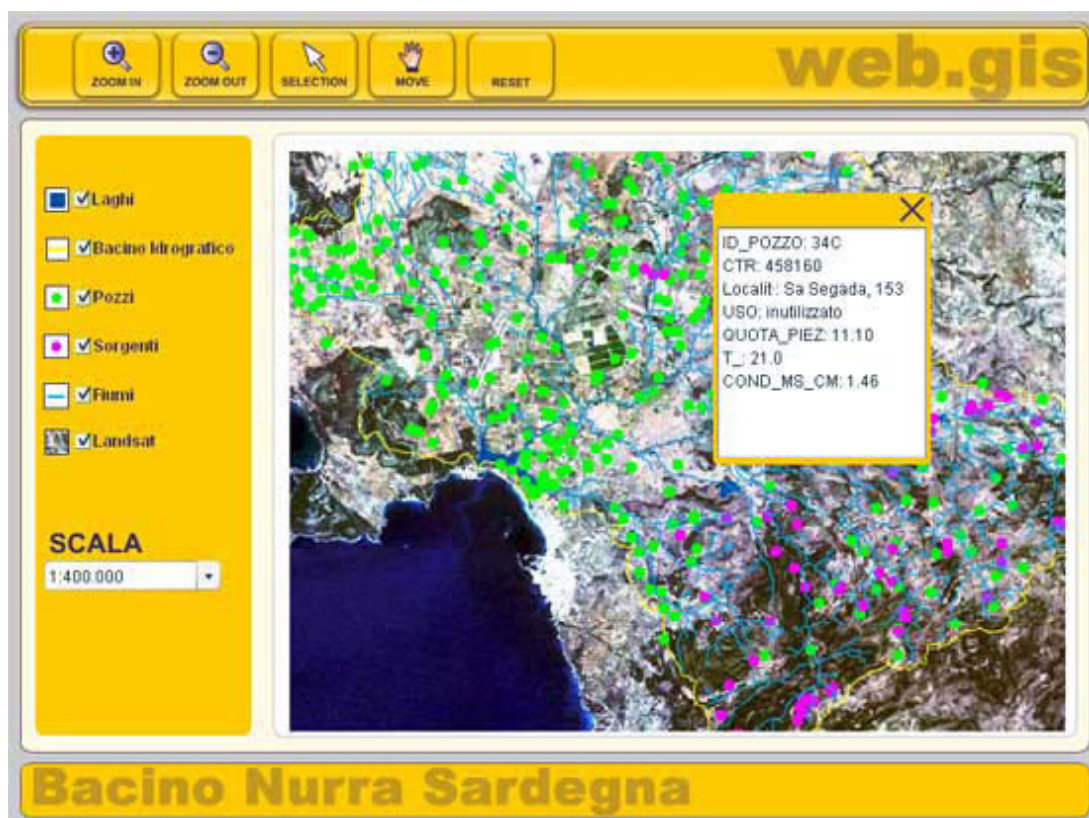 ZOOM IN
ZOOM OUT
SELECTION
MOVE
RESET
web.gis
Laghi
Bacino Idrografico
Pozzi
Sorgenti
Fiumi
Landsat
SCALA
1:400.000
ID_POZZO: 34C
CTR: 458160
Localit : Sa Segada, 153
USO: inutilizzato
QUOTA_PIEZ: 11.10
T_: 21.0
COND_MS_CM: 1.46
Bacino Nurra Sardegna